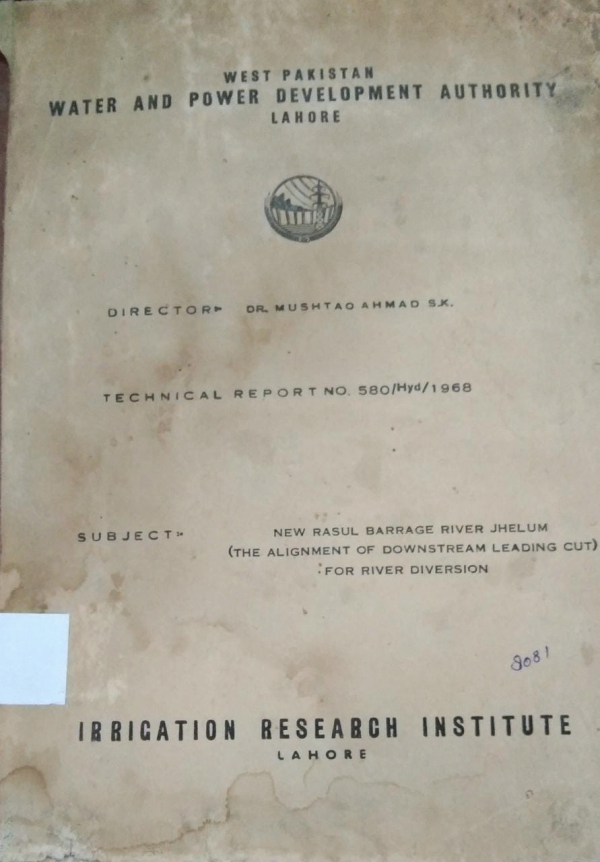 WEST PAKISTAN
WATER AND POWER DEVELOPMENT AUTHORITY
LAHORE
DIRECTOR:- DR. MUSHTAQ AHMAD S.K.
TECHNICAL REPORT NO. 580/Hyd/1968
SUBJECT:- NEW RASUL BARRAGE RIVER JHELUM
(THE ALIGNMENT OF DOWNSTREAM LEADING CUT)
:FOR RIVER DIVERSION
8081
IRRIGATION RESEARCH INSTITUTE
LAHORE